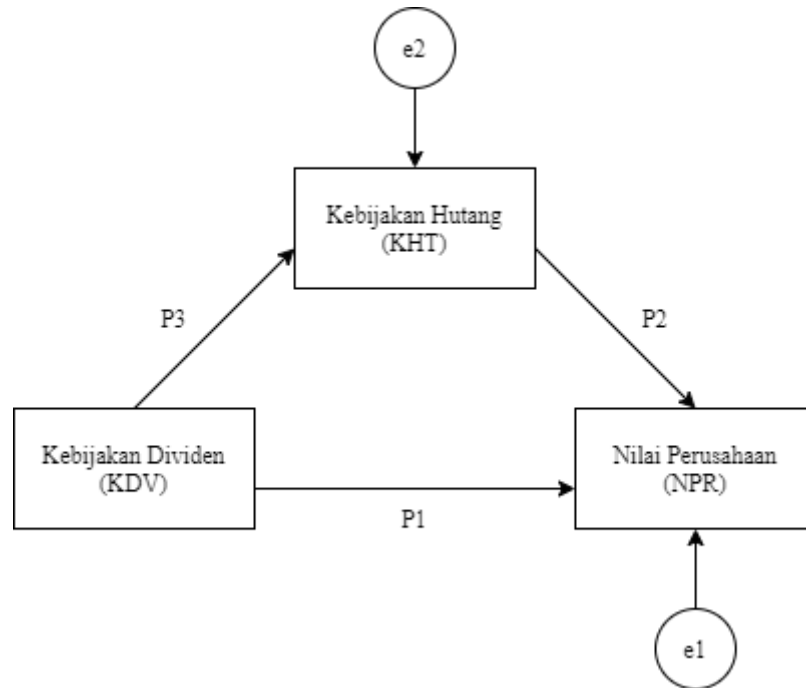 e2
Kebijakan Hutang
(KHT)
P3
P2
Kebijakan Dividen
(KDV)
Nilai Perusahaan
(NPR)
P1
e1